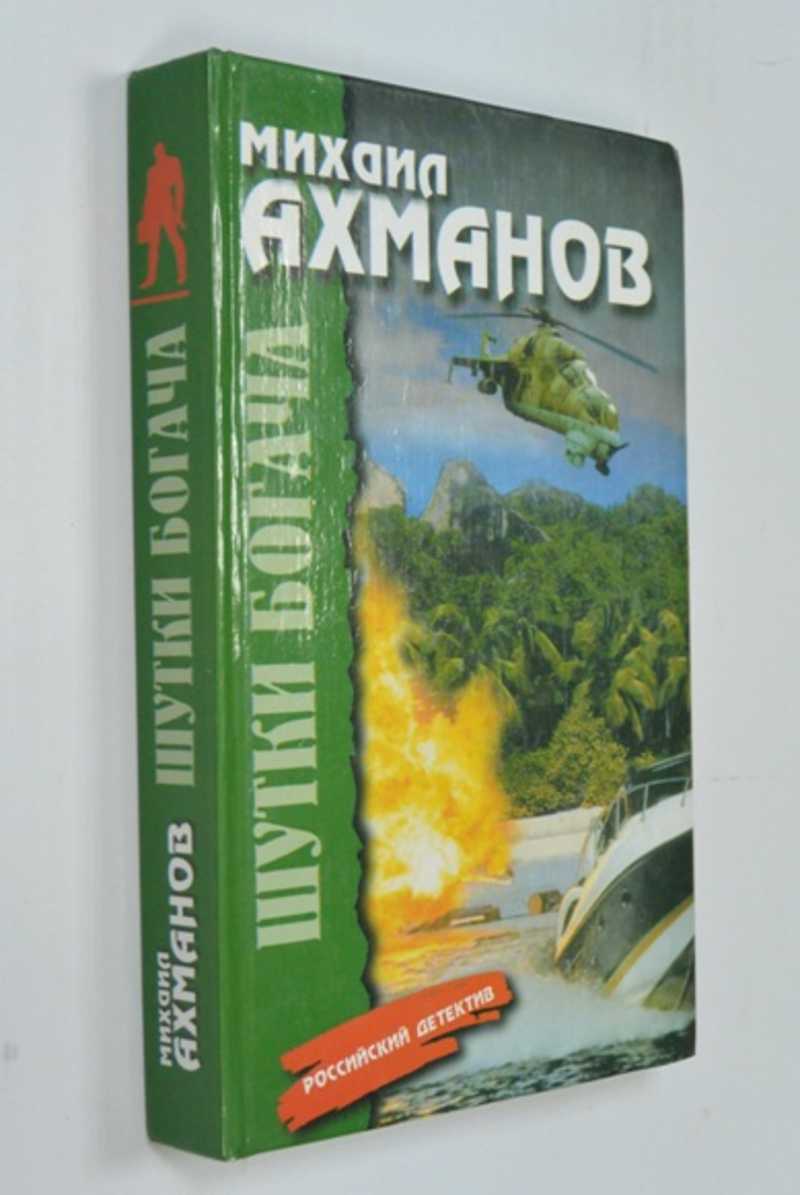 МИХАИЛ
АХМАНОВ
ШУТКИ БОГАЧА
РОССИЙСКИЙ ДЕТЕКТИВ
МИХАИЛ
АХМАНОВ
ШУТКИ БОГАЧА